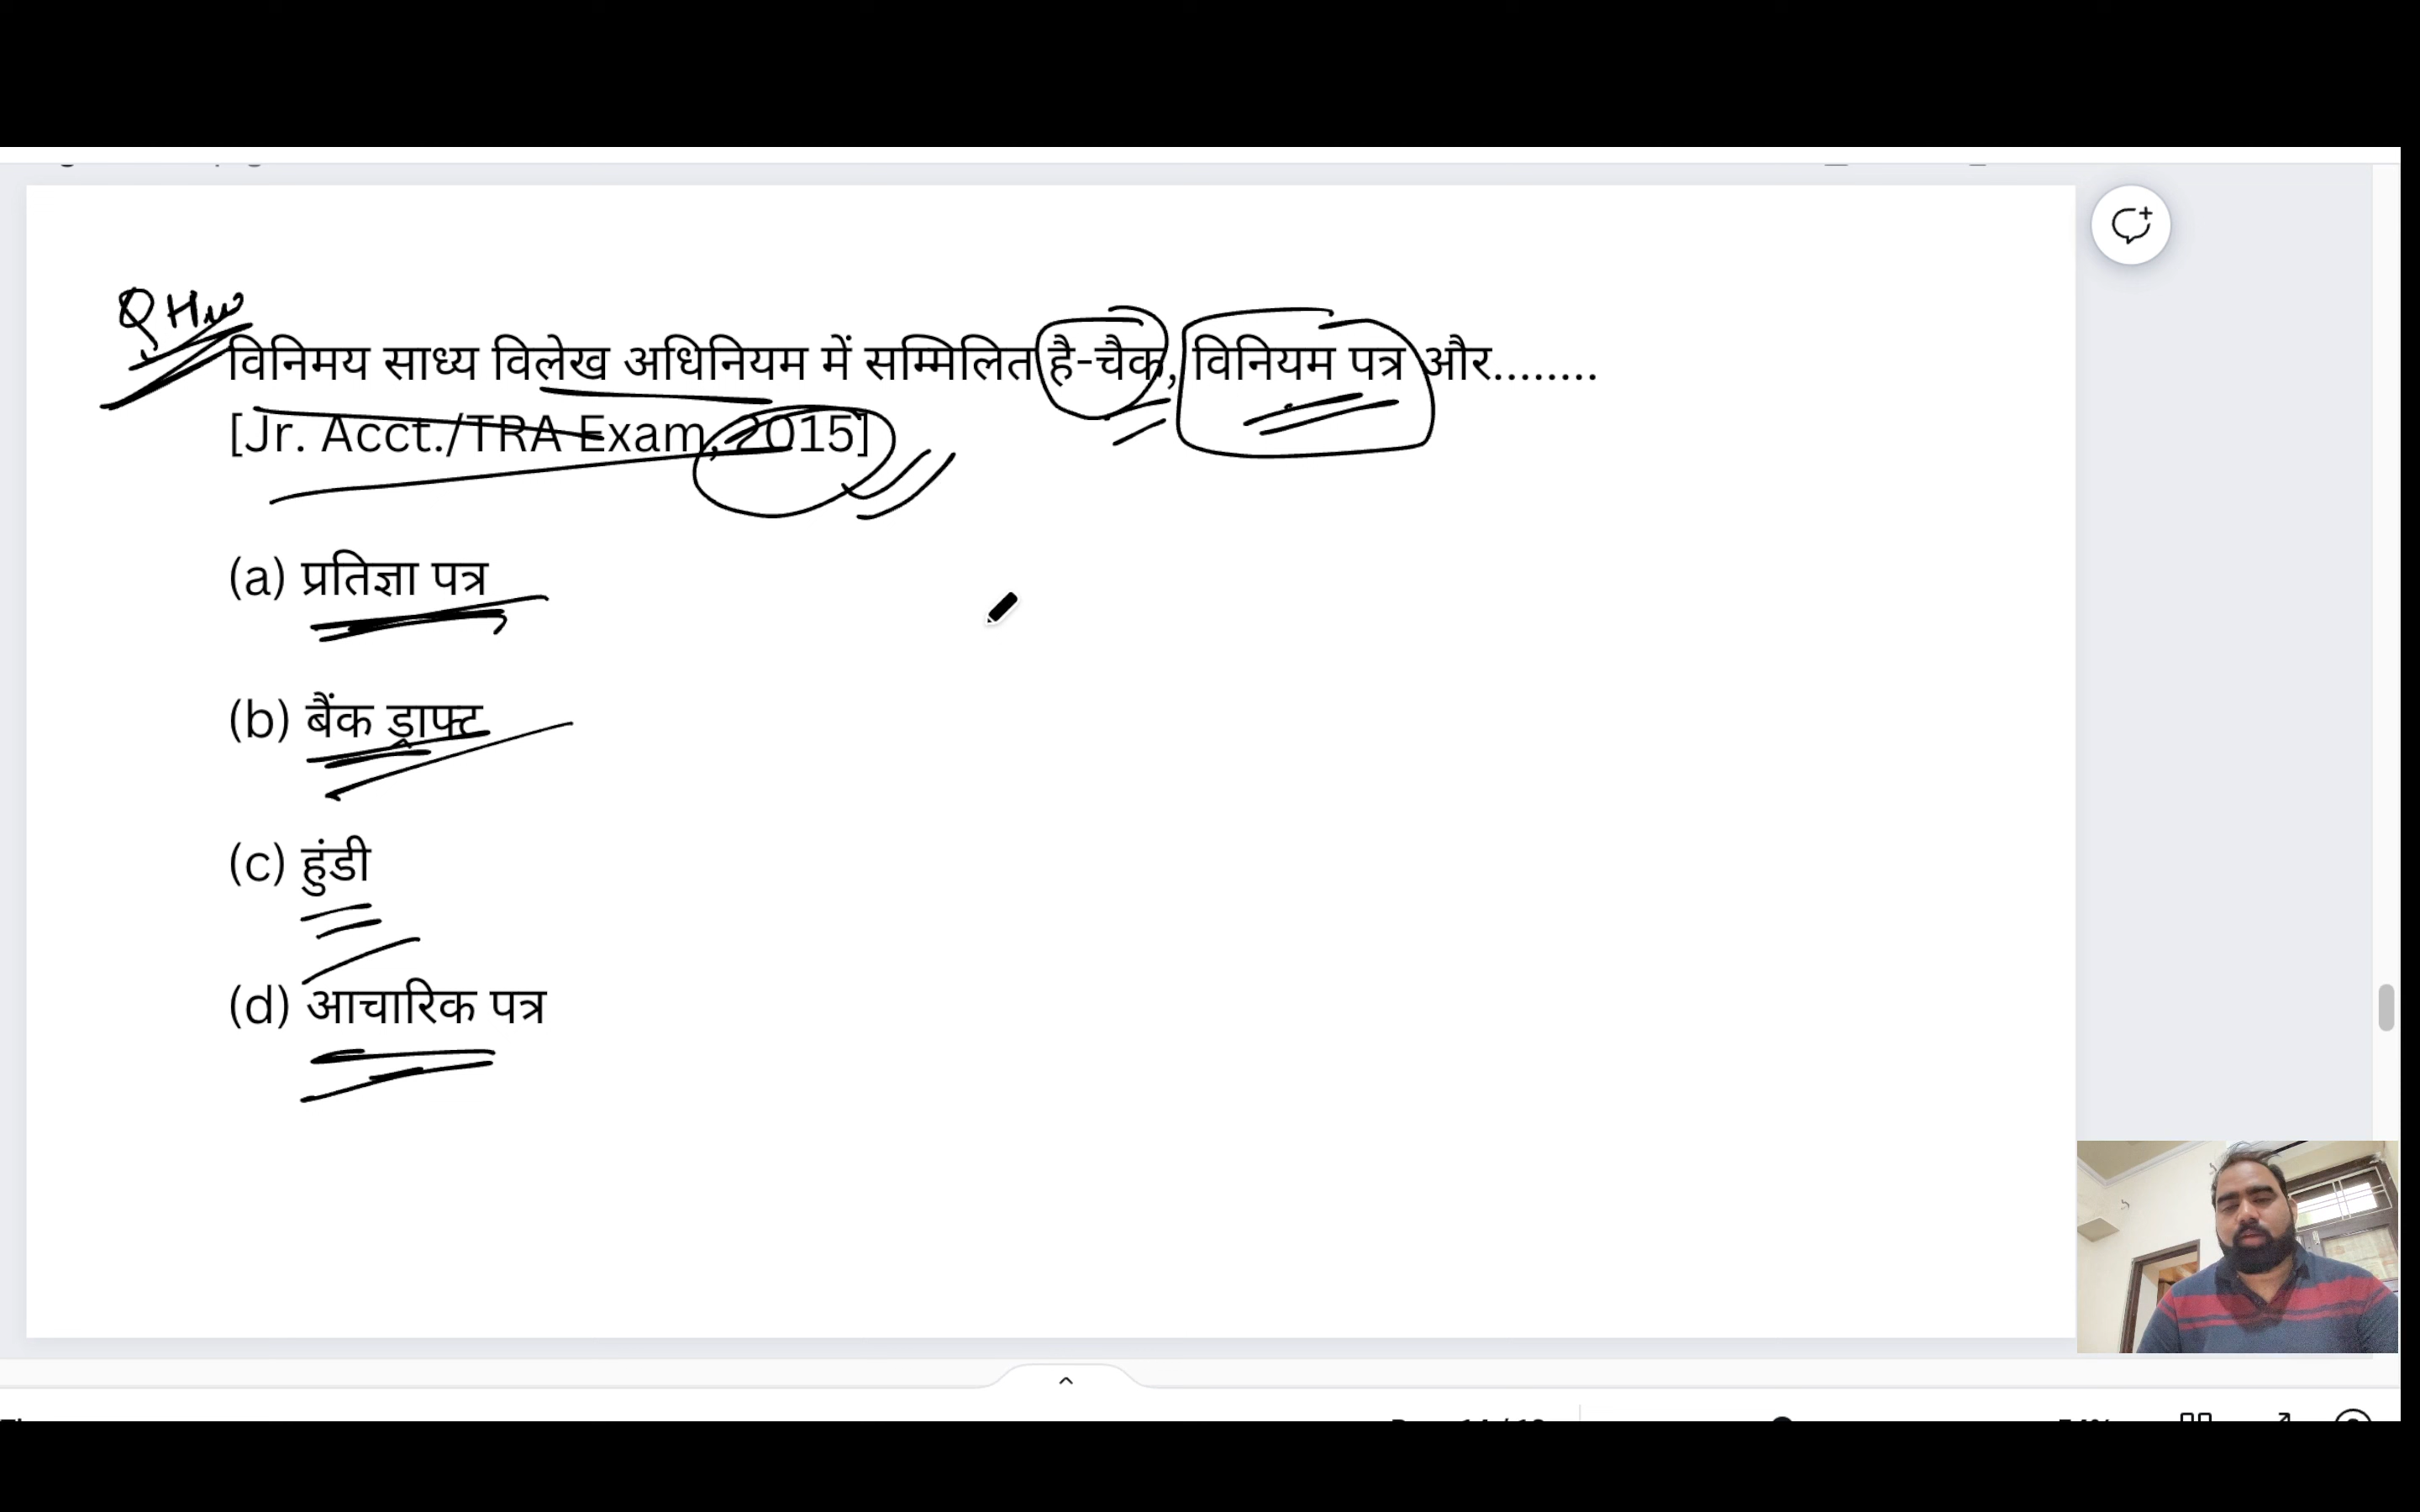 Q Hw
विनिमय साध्य विलेख अधिनियम में सम्मिलित है-चैक, विनियम पत्र और........
[Jr. Acct./TRA Exam, 2015]
(a) प्रतिज्ञा पत्र
(b) बैंक ड्राफ्ट
(c) हुंडी
(d) आचारिक पत्र